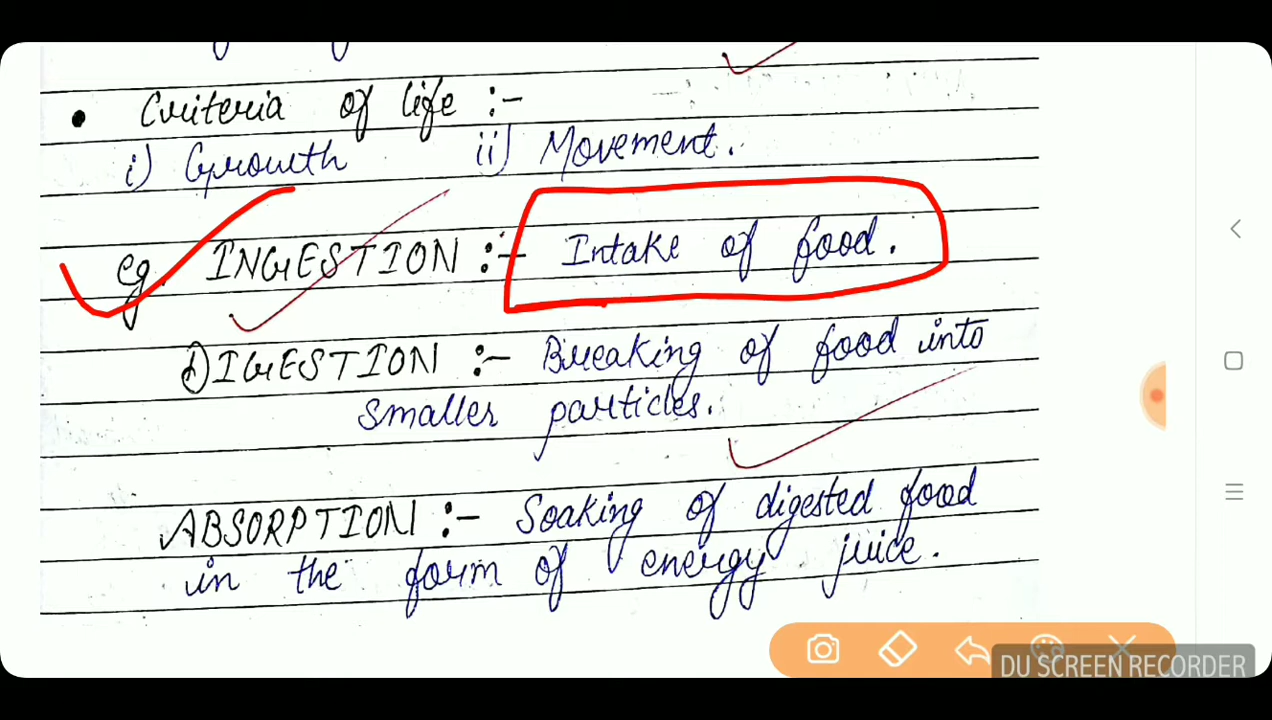 • Criteria of life :-
i) Growth ii) Movement.
eg. INGESTION :- Intake of food.
DIGESTION :- Breaking of food into
smaller particles.
ABSORPTION :- Soaking of digested food
in the form of energy juice.
DU SCREEN RECORDER